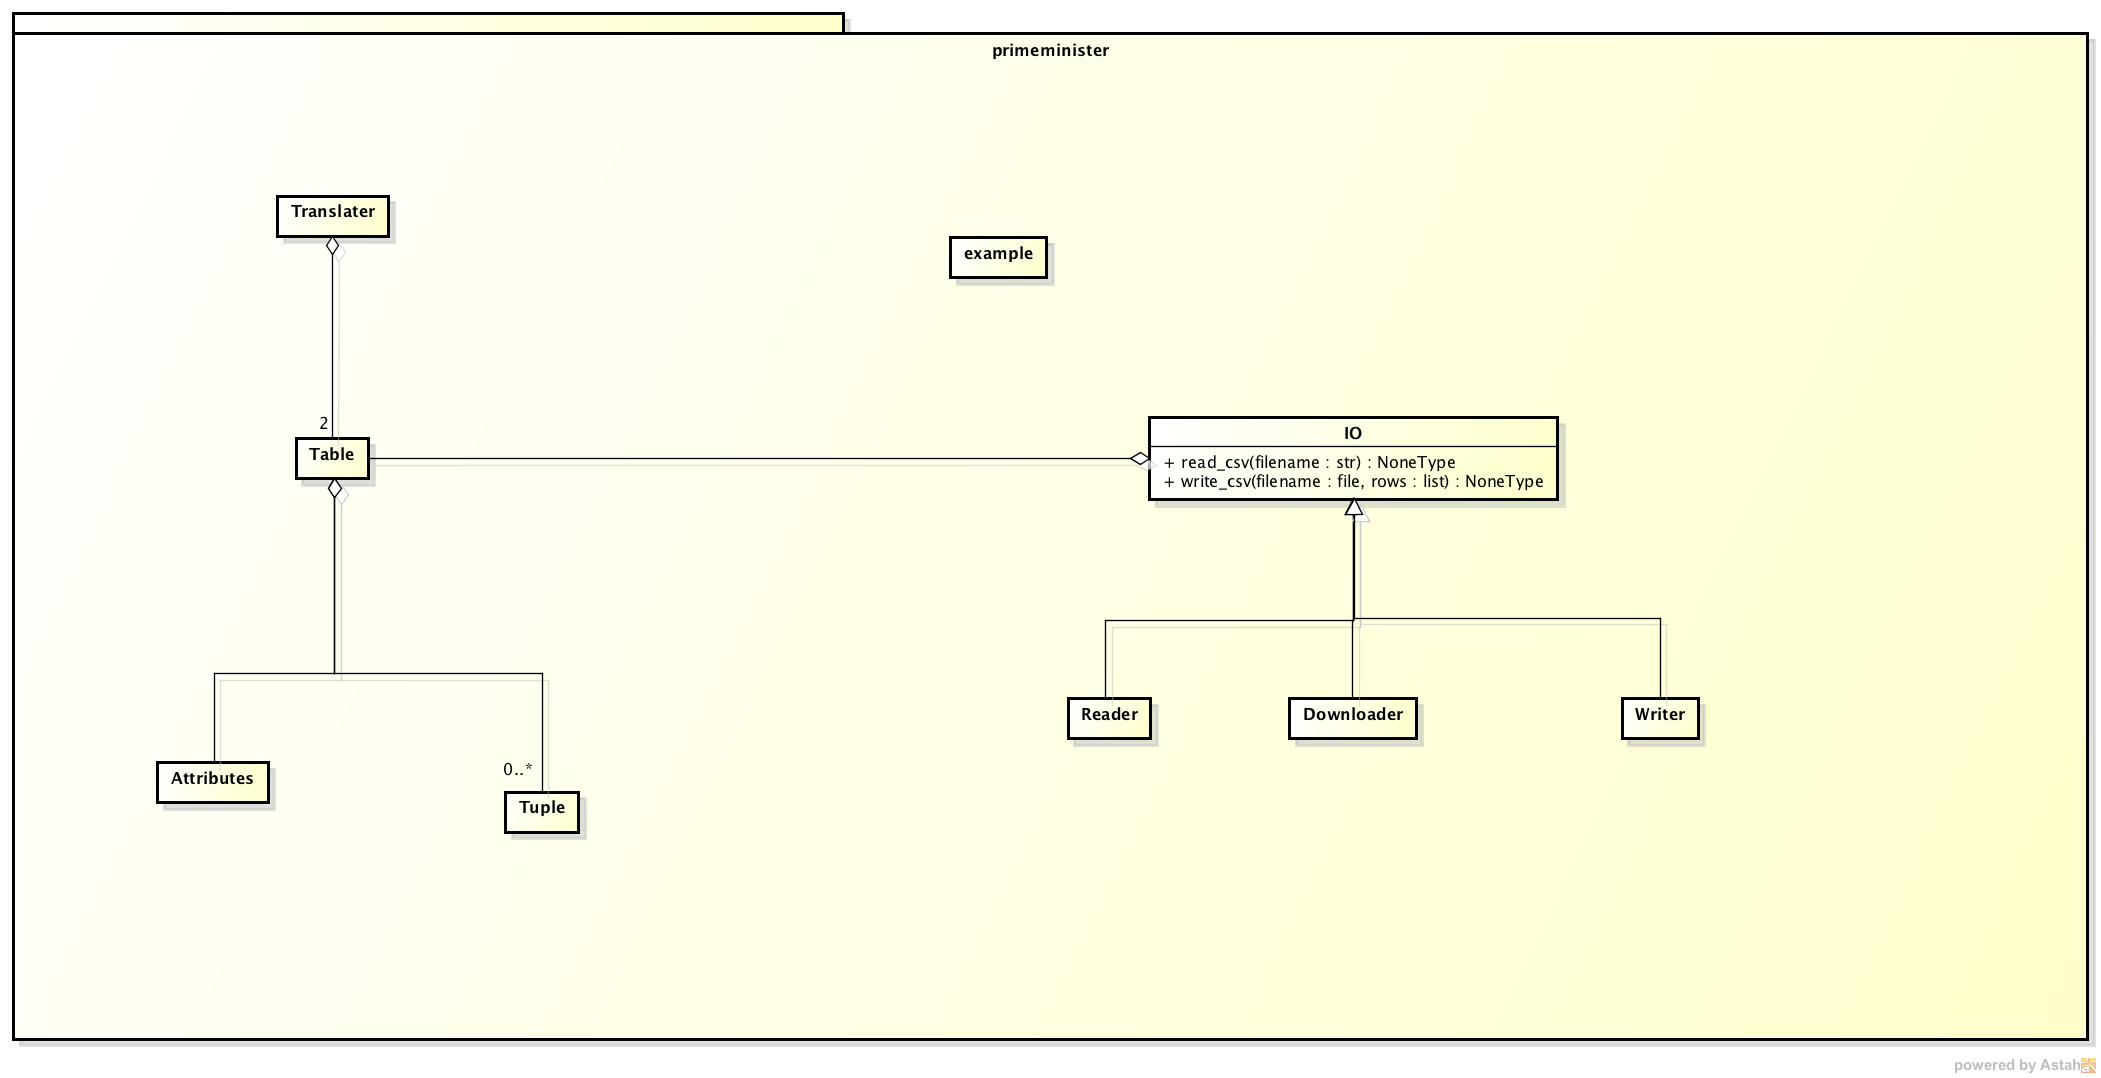 primeminister
Translater
example
2
Table
IO
+ read_csv(filename : str) : NoneType
+ write_csv(filename : file, rows : list) : NoneType
Reader
Downloader
Writer
Attributes
0..*
Tuple
powered by Astah